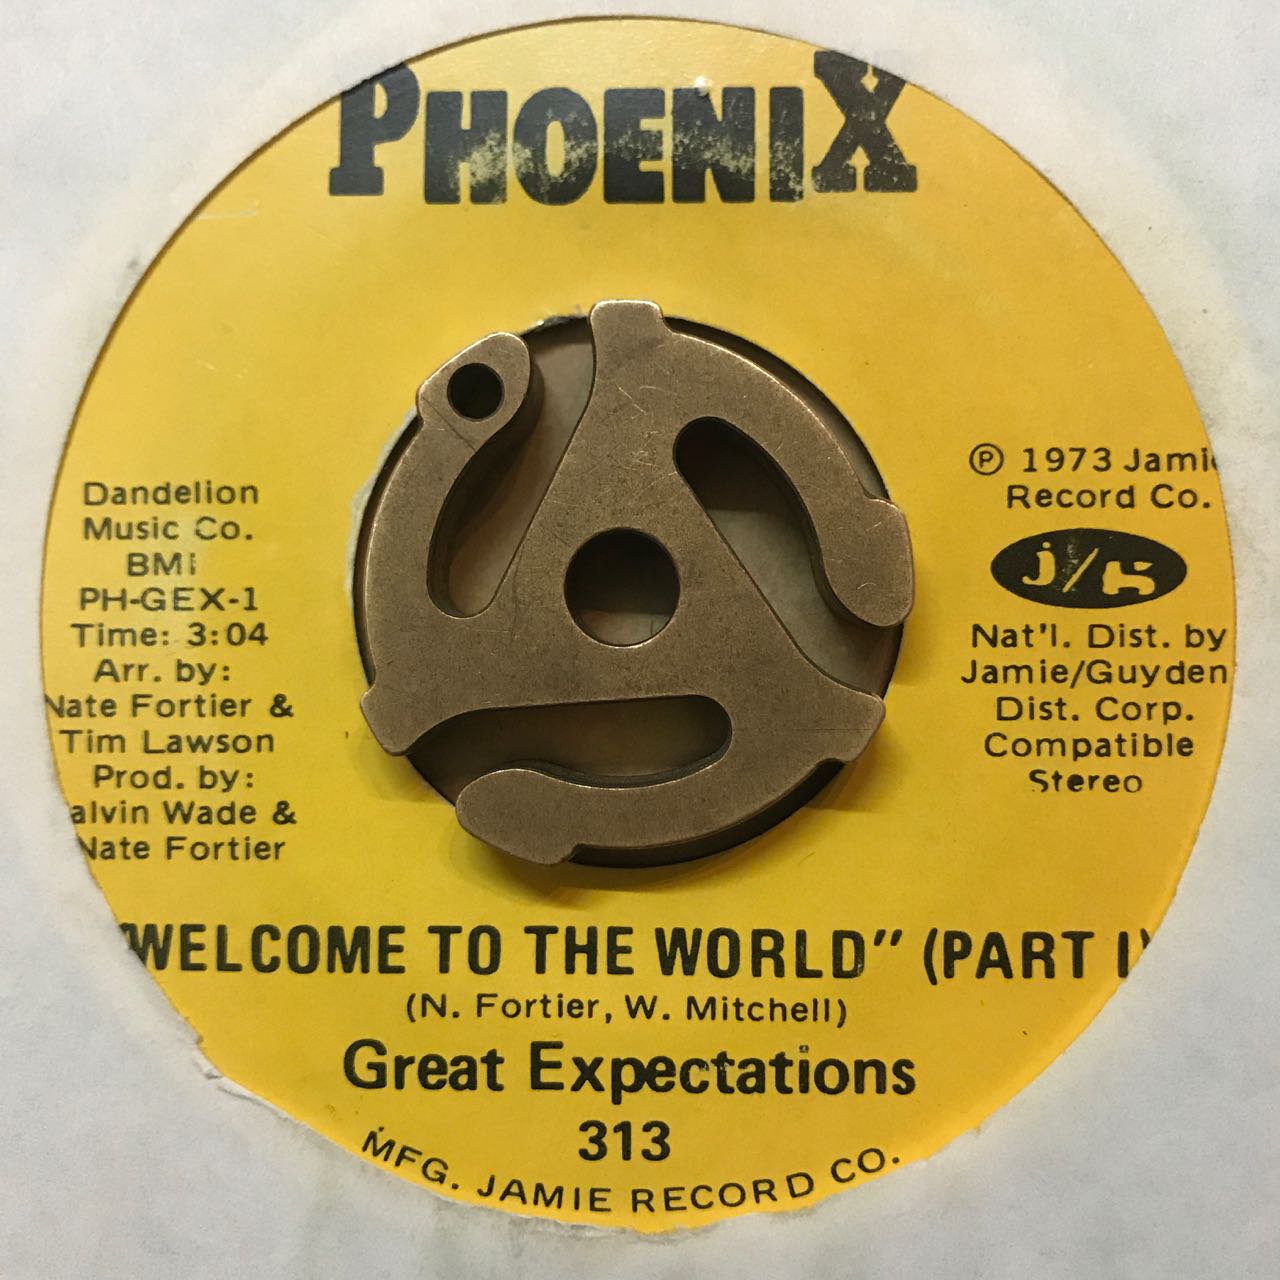 PHOENIX
Dandelion
Music Co.
BMI
PH-GEX-1
Time: 3:04
Arr. by:
Nate Fortier &
Tim Lawson
Prod. by:
alvin Wade &
Nate Fortier
℗ 1973 Jamie
Record Co.
j/G
Nat'l. Dist. by
Jamie/Guyden
Dist. Corp.
Compatible
Stereo
"WELCOME TO THE WORLD" (PART I)
(N. Fortier, W. Mitchell)
Great Expectations
313
MFG. JAMIE RECORD CO.